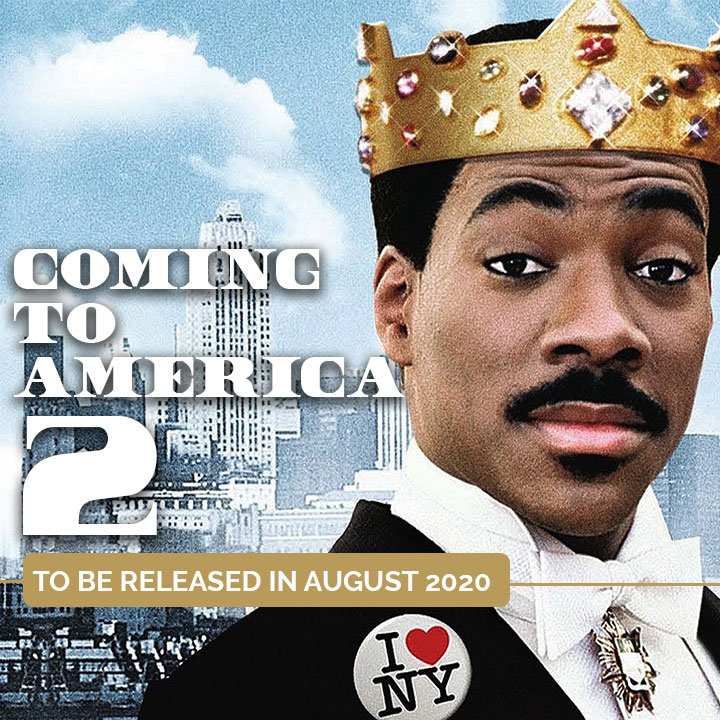 COMING
TO
AMERICA
2
TO BE RELEASED IN AUGUST 2020
I ❤
NY